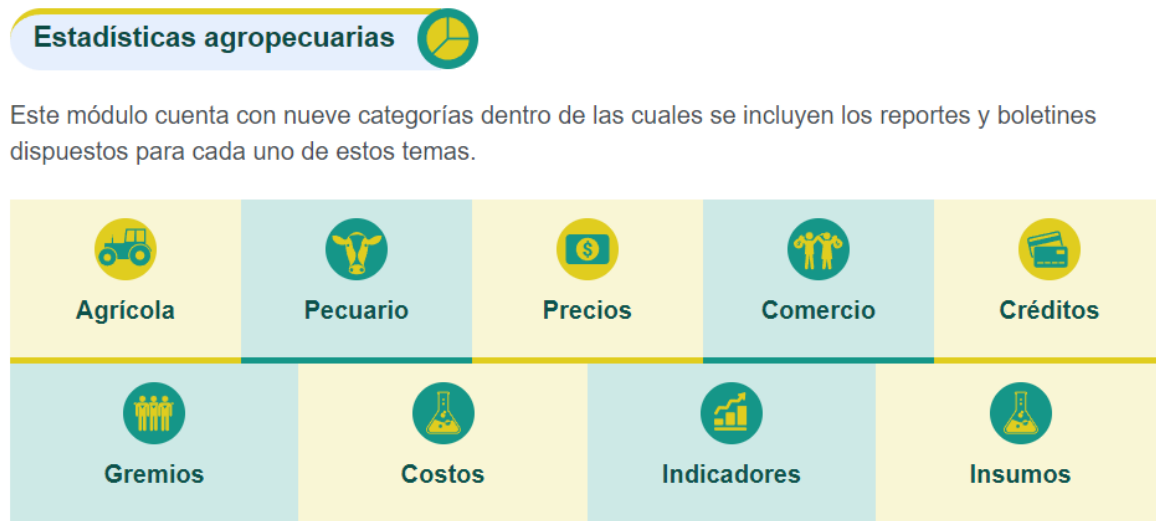 Estadísticas agropecuarias
Este módulo cuenta con nueve categorías dentro de las cuales se incluyen los reportes y boletines
dispuestos para cada uno de estos temas.
Agrícola
Pecuario
Precios
Comercio
Créditos
Gremios
Costos
Indicadores
Insumos